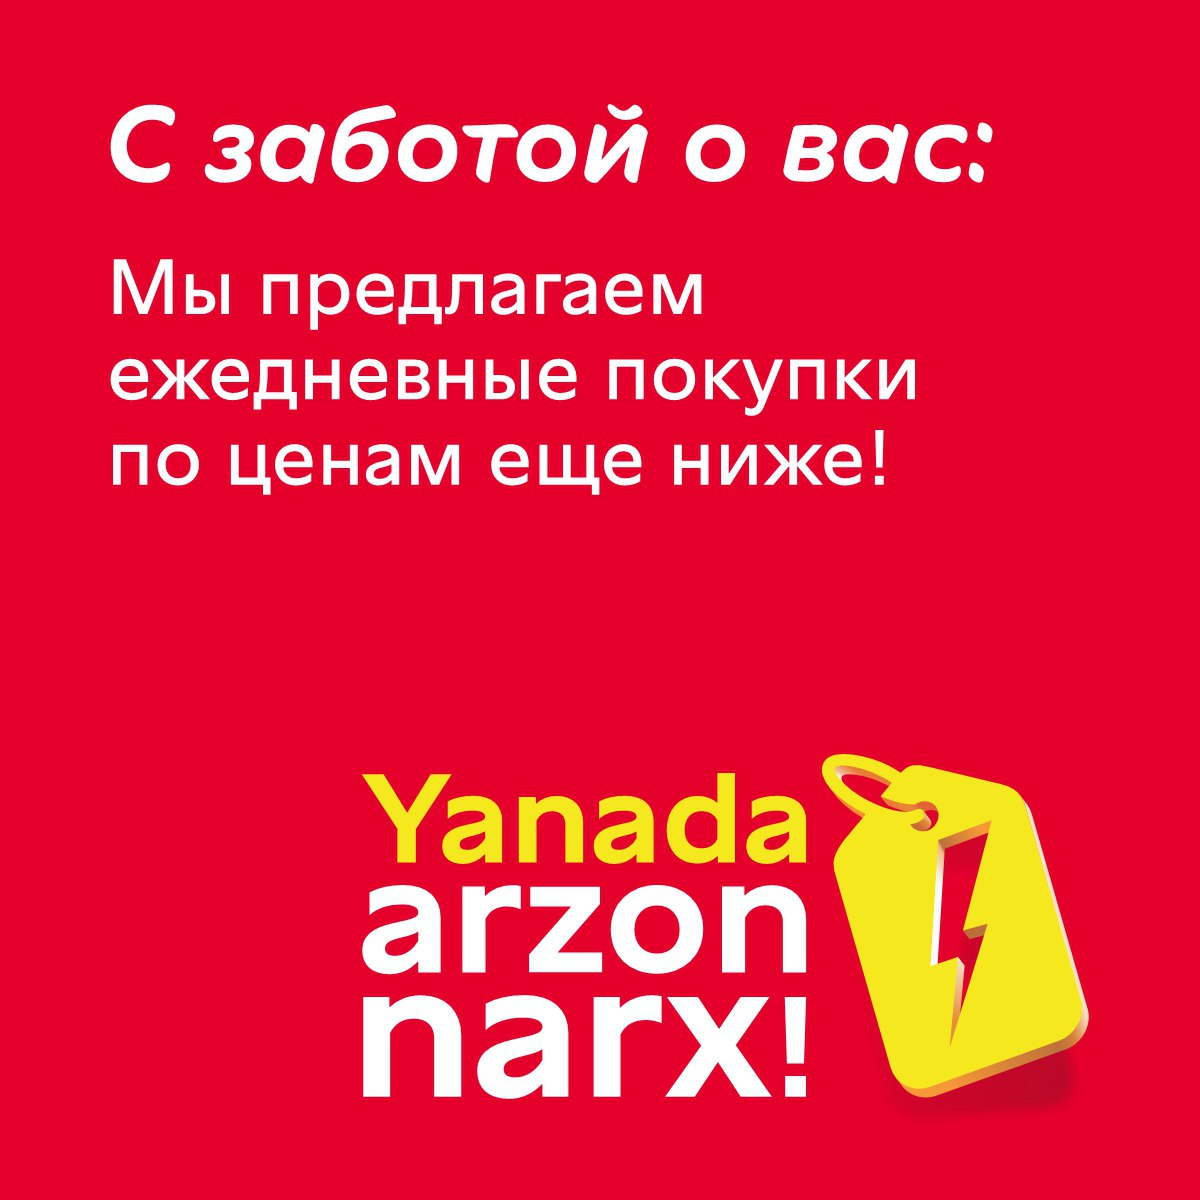 С заботой о вас:
Мы предлагаем
ежедневные покупки
по ценам еще ниже!
Yanada
arzon
narx!